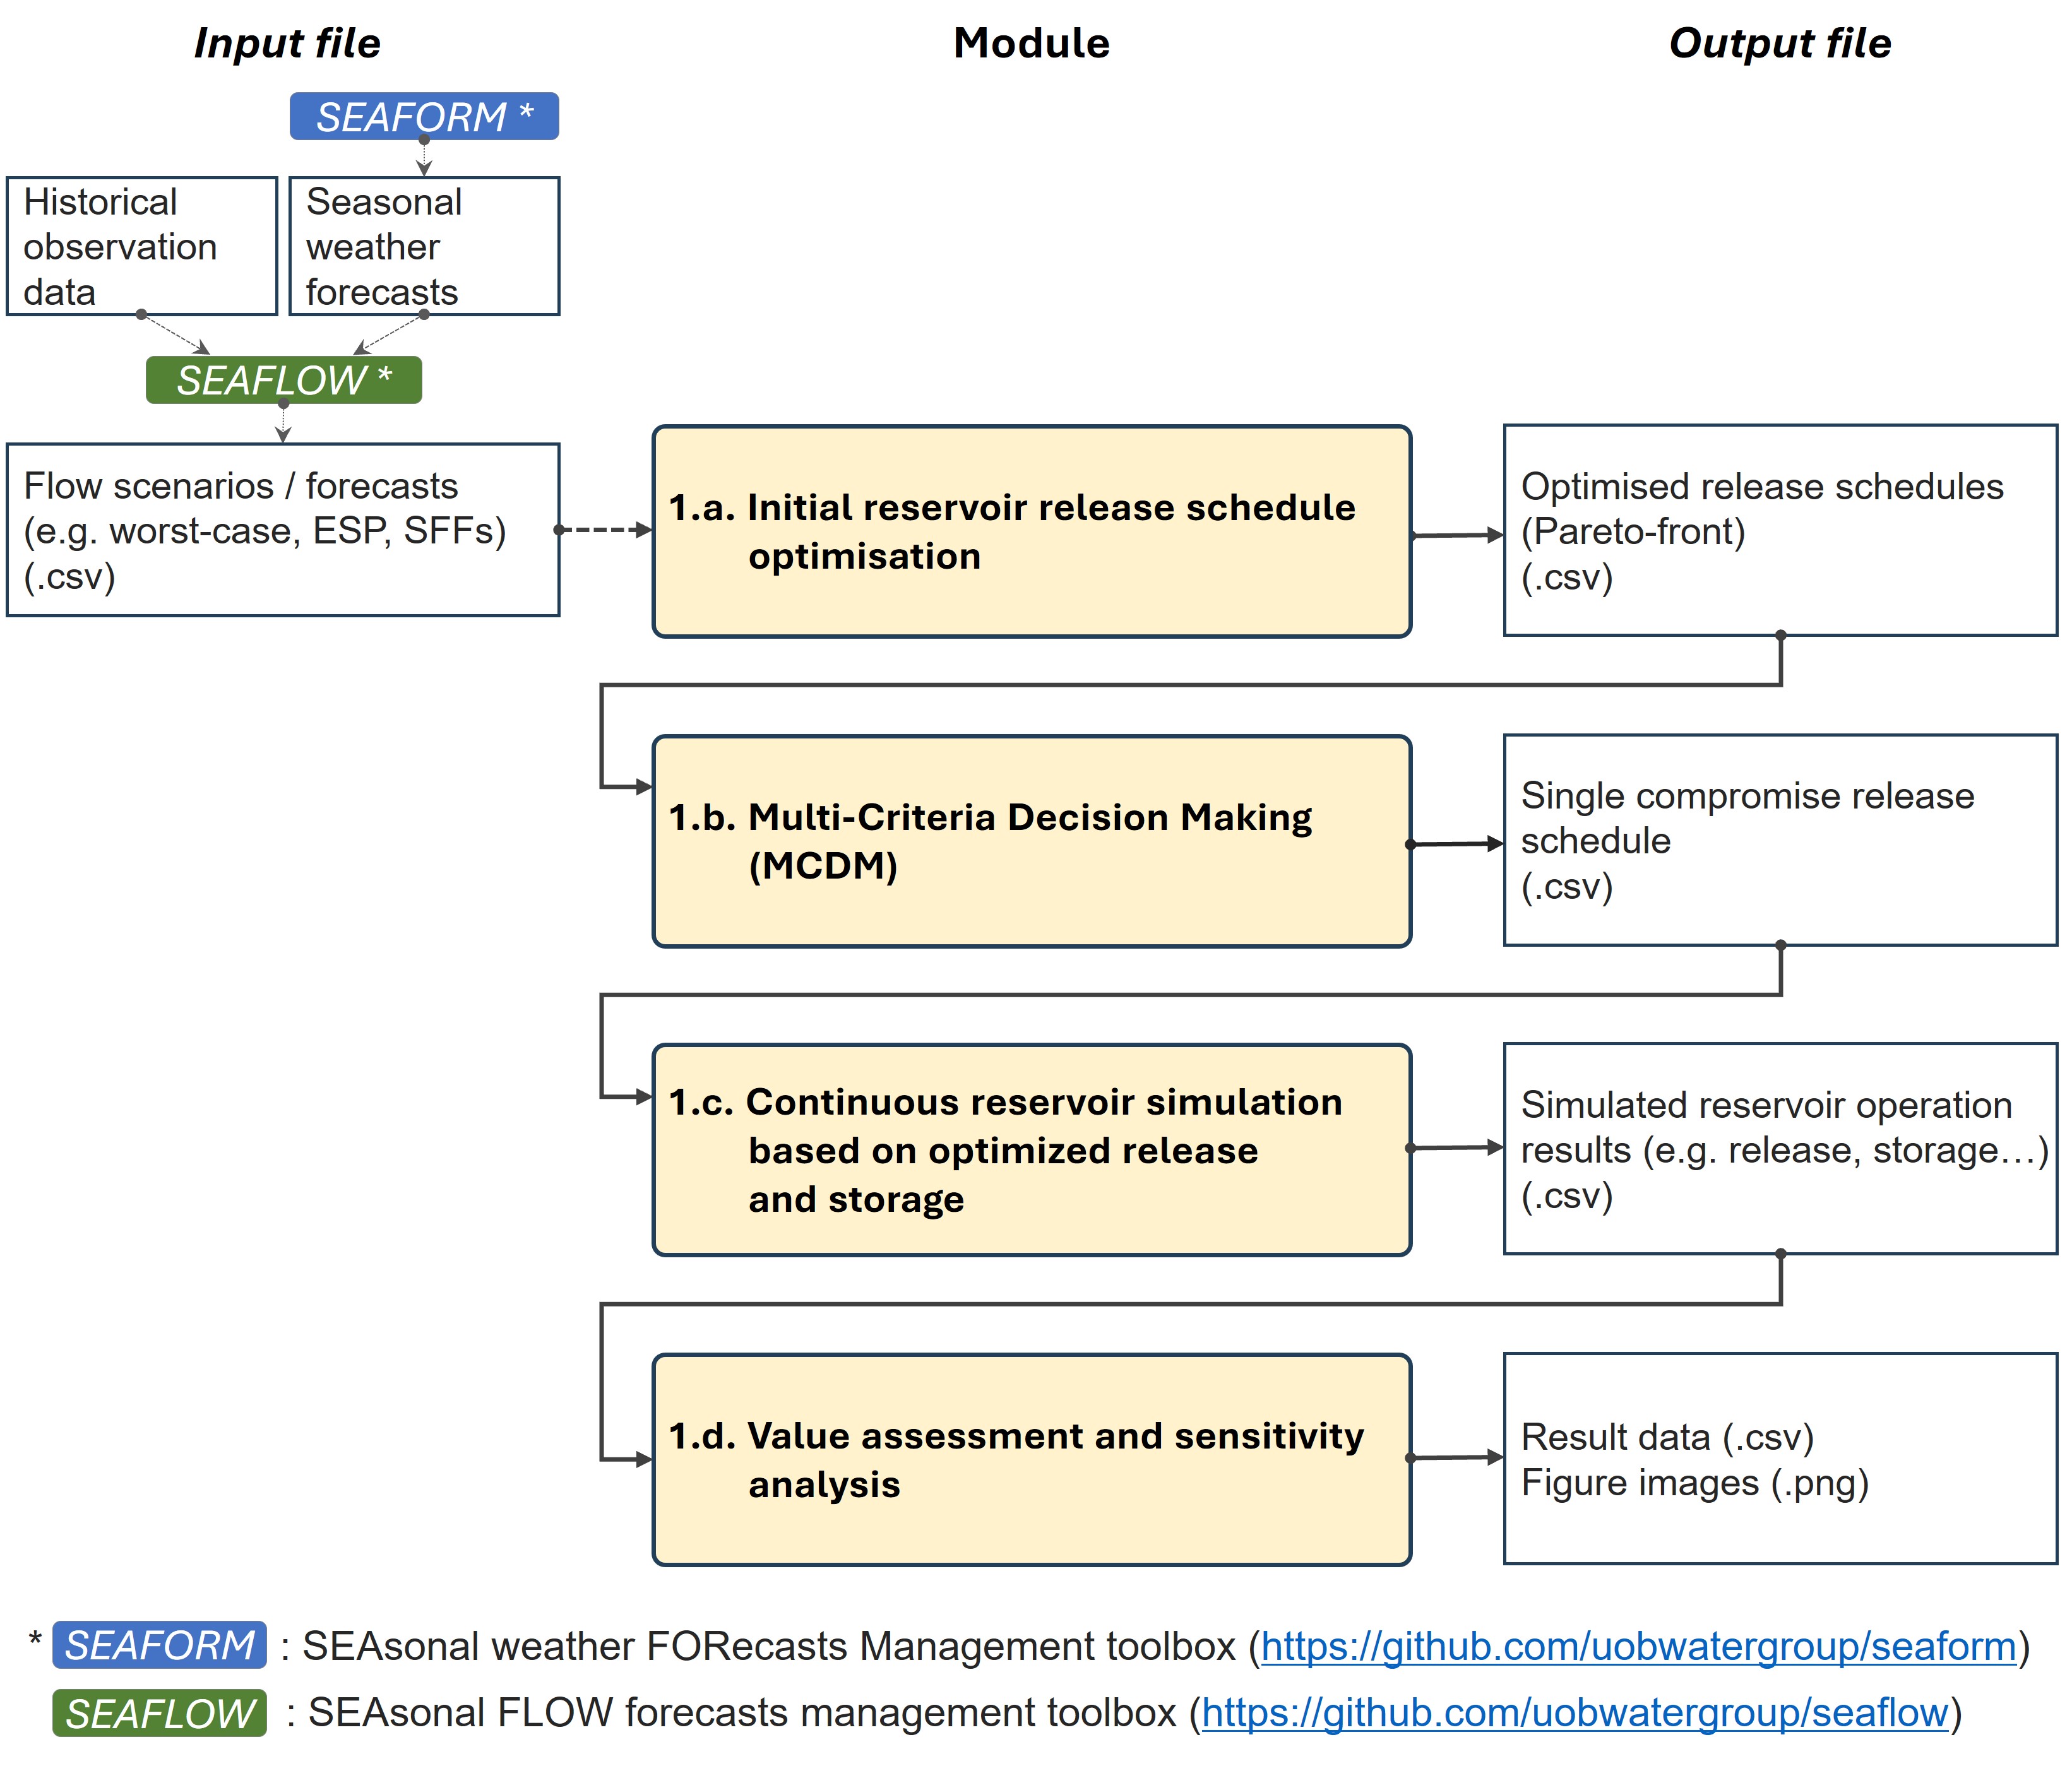 Input file
Module
Output file
SEAFORM *
Historical
observation
data
Seasonal
weather
forecasts
SEAFLOW *
Flow scenarios / forecasts
(e.g. worst-case, ESP, SFFs)
(.csv)
1.a. Initial reservoir release schedule
optimisation
Optimised release schedules
(Pareto-front)
(.csv)
1.b. Multi-Criteria Decision Making
(MCDM)
Single compromise release
schedule
(.csv)
1.c. Continuous reservoir simulation
based on optimized release
and storage
Simulated reservoir operation
results (e.g. release, storage…)
(.csv)
1.d. Value assessment and sensitivity
analysis
Result data (.csv)
Figure images (.png)
* SEAFORM : SEAsonal weather FORecasts Management toolbox (https://github.com/uobwatergroup/seaform)
SEAFLOW : SEAsonal FLOW forecasts management toolbox (https://github.com/uobwatergroup/seaflow)